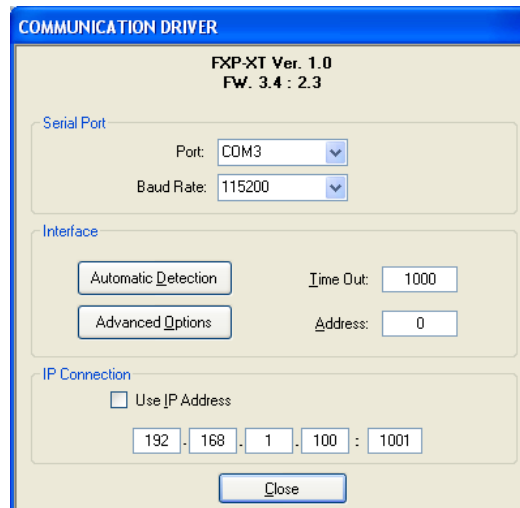 COMMUNICATION DRIVER
FXP-XT Ver. 1.0
FW. 3.4 : 2.3
Serial Port
Port: COM3
Baud Rate: 115200
Interface
Automatic Detection Time Out: 1000
Advanced Options Address: 0
IP Connection
Use IP Address
192 . 168 . 1 . 100 : 1001
Close